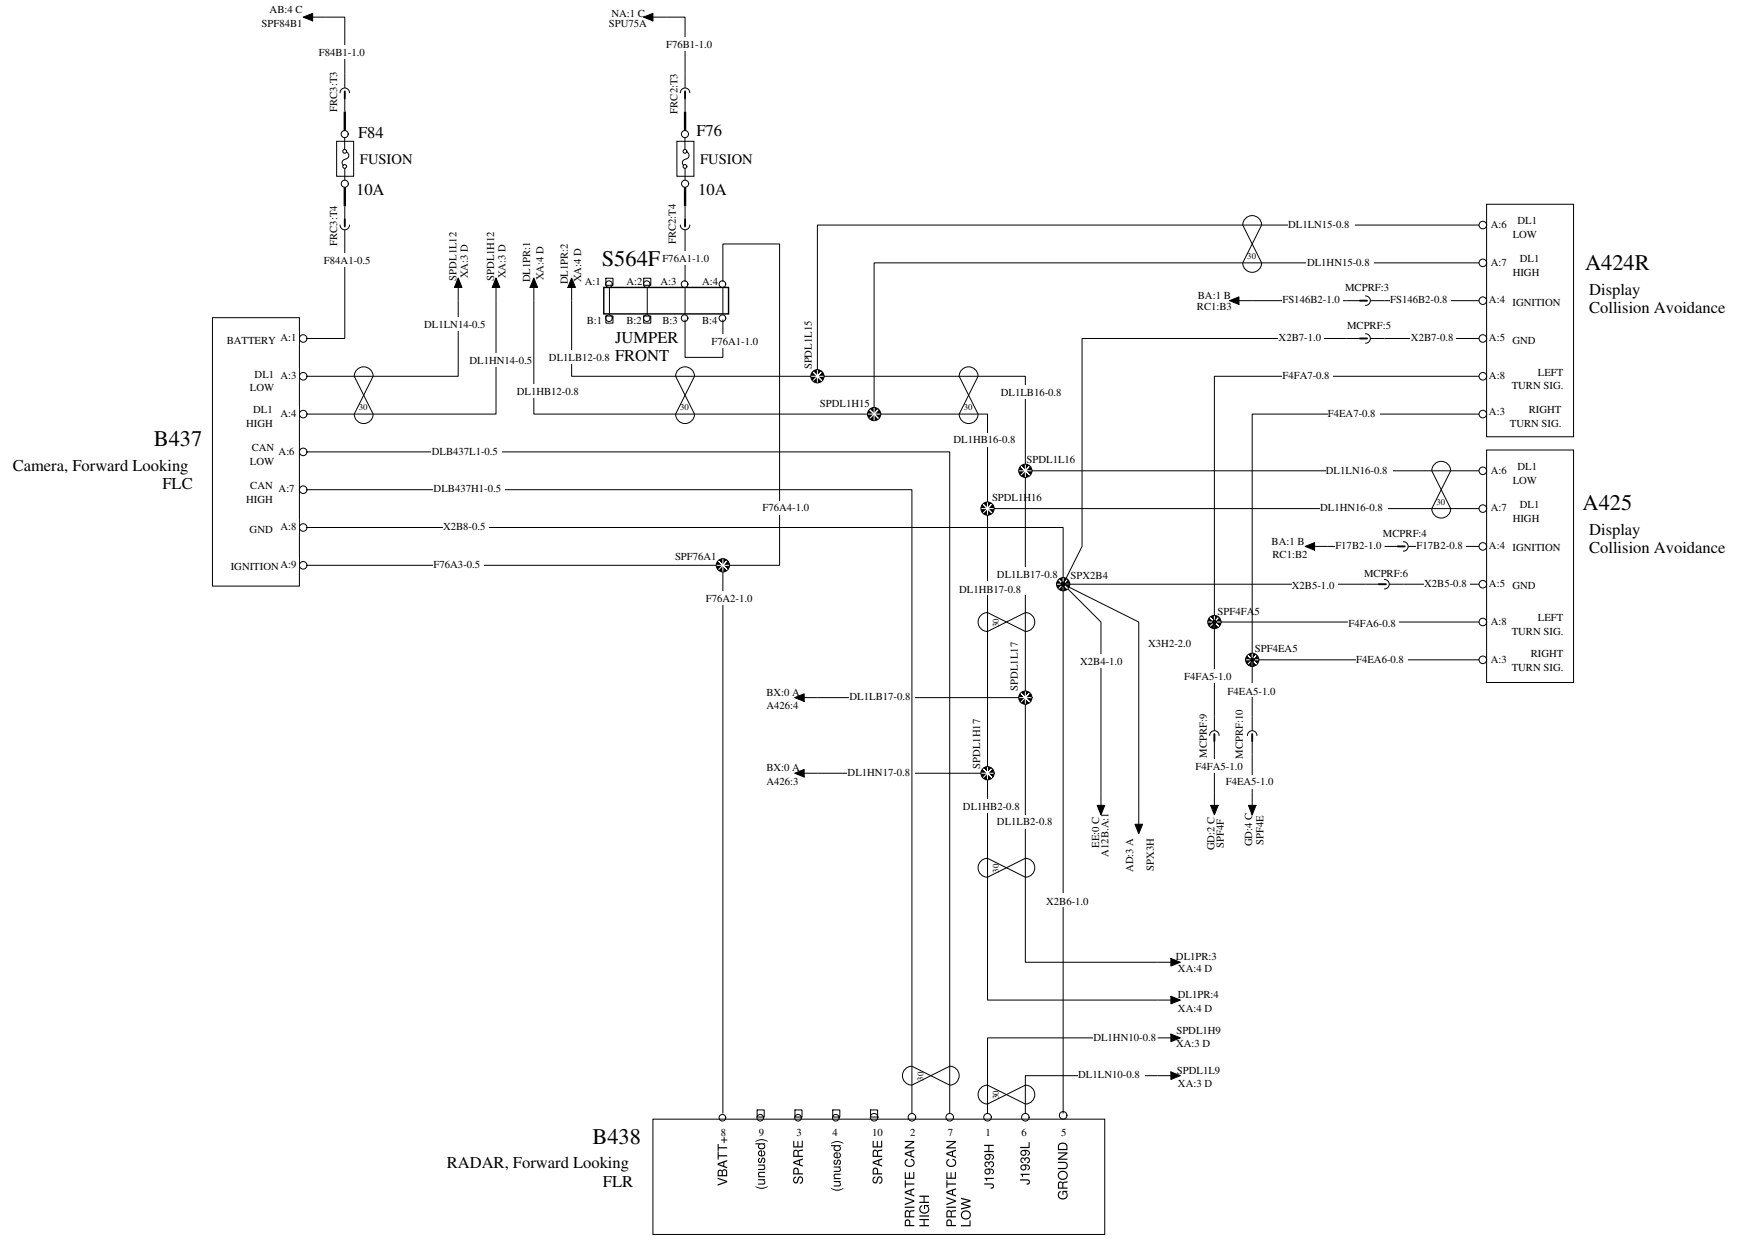 AB:4 C
SPF84B1
F84B1-1.0
FRC3:T3
F84
FUSION
10A
FRC3:T4
F84A1-0.5
NA:1 C
SPU75A
F76B1-1.0
FRC2:T3
F76
FUSION
10A
FRC2:T4
F76A1-1.0
SPDL1L12
XA:3 D
SPDL1H12
XA:3 D
DL1PR:1
XA:4 D
DL1PR:2
XA:4 D
S564F
A:1
A:2
A:3
A:4
B:1
B:2
B:3
B:4
JUMPER
FRONT
F76A1-1.0
DL1LN14-0.5
DL1HN14-0.5
DL1LB12-0.8
DL1HB12-0.8
SPDL1L15
SPDL1H15
30
30
30
30
DL1LN15-0.8
DL1HN15-0.8
BA:1 B
RC1:B3
FS146B2-1.0
MCPRF:3
FS146B2-0.8
X2B7-1.0
MCPRF:5
X2B7-0.8
F4FA7-0.8
F4EA7-0.8
A:6
DL1
LOW
A:7
DL1
HIGH
A:4
IGNITION
A:5
GND
A:8
LEFT
TURN SIG.
A:3
RIGHT
TURN SIG.
A424R
Display
Collision Avoidance
B437
Camera, Forward Looking
FLC
BATTERY
A:1
DL1
LOW
A:3
DL1
HIGH
A:4
CAN
LOW
A:6
CAN
HIGH
A:7
GND
A:8
IGNITION
A:9
DLB437L1-0.5
DLB437H1-0.5
X2B8-0.5
F76A3-0.5
SPF76A1
F76A2-1.0
F76A4-1.0
DL1LB16-0.8
DL1HB16-0.8
SPDL1L16
SPDL1H16
DL1LN16-0.8
DL1HN16-0.8
30
BA:1 B
RC1:B2
F17B2-1.0
MCPRF:4
F17B2-0.8
X2B5-1.0
MCPRF:6
X2B5-0.8
F4FA6-0.8
F4EA6-0.8
A:6
DL1
LOW
A:7
DL1
HIGH
A:4
IGNITION
A:5
GND
A:8
LEFT
TURN SIG.
A:3
RIGHT
TURN SIG.
A425
Display
Collision Avoidance
DL1LB17-0.8
DL1HB17-0.8
SPX2B4
30
X2B4-1.0
X3H2-2.0
SPF4FA5
SPF4EA5
F4FA5-1.0
F4EA5-1.0
MCPRF:9
MCPRF:10
F4FA5-1.0
F4EA5-1.0
GD:2 C
SPF4F
GD:4 C
SPF4E
EE:0 C
A12B.A:1
AD:3 A
SPX3H
SPDL1L17
SPDL1H17
BX:0 A
A426:4
DL1LB17-0.8
BX:0 A
A426:3
DL1HN17-0.8
DL1HB2-0.8
DL1LB2-0.8
30
X2B6-1.0
DL1PR:3
XA:4 D
DL1PR:4
XA:4 D
DL1HN10-0.8
SPDL1H9
XA:3 D
DL1LN10-0.8
SPDL1L9
XA:3 D
30
30
B438
RADAR, Forward Looking
FLR
8
VBATT+
9
(unused)
3
SPARE
4
(unused)
10
SPARE
2
PRIVATE CAN
HIGH
7
PRIVATE CAN
LOW
1
J1939H
6
J1939L
5
GROUND